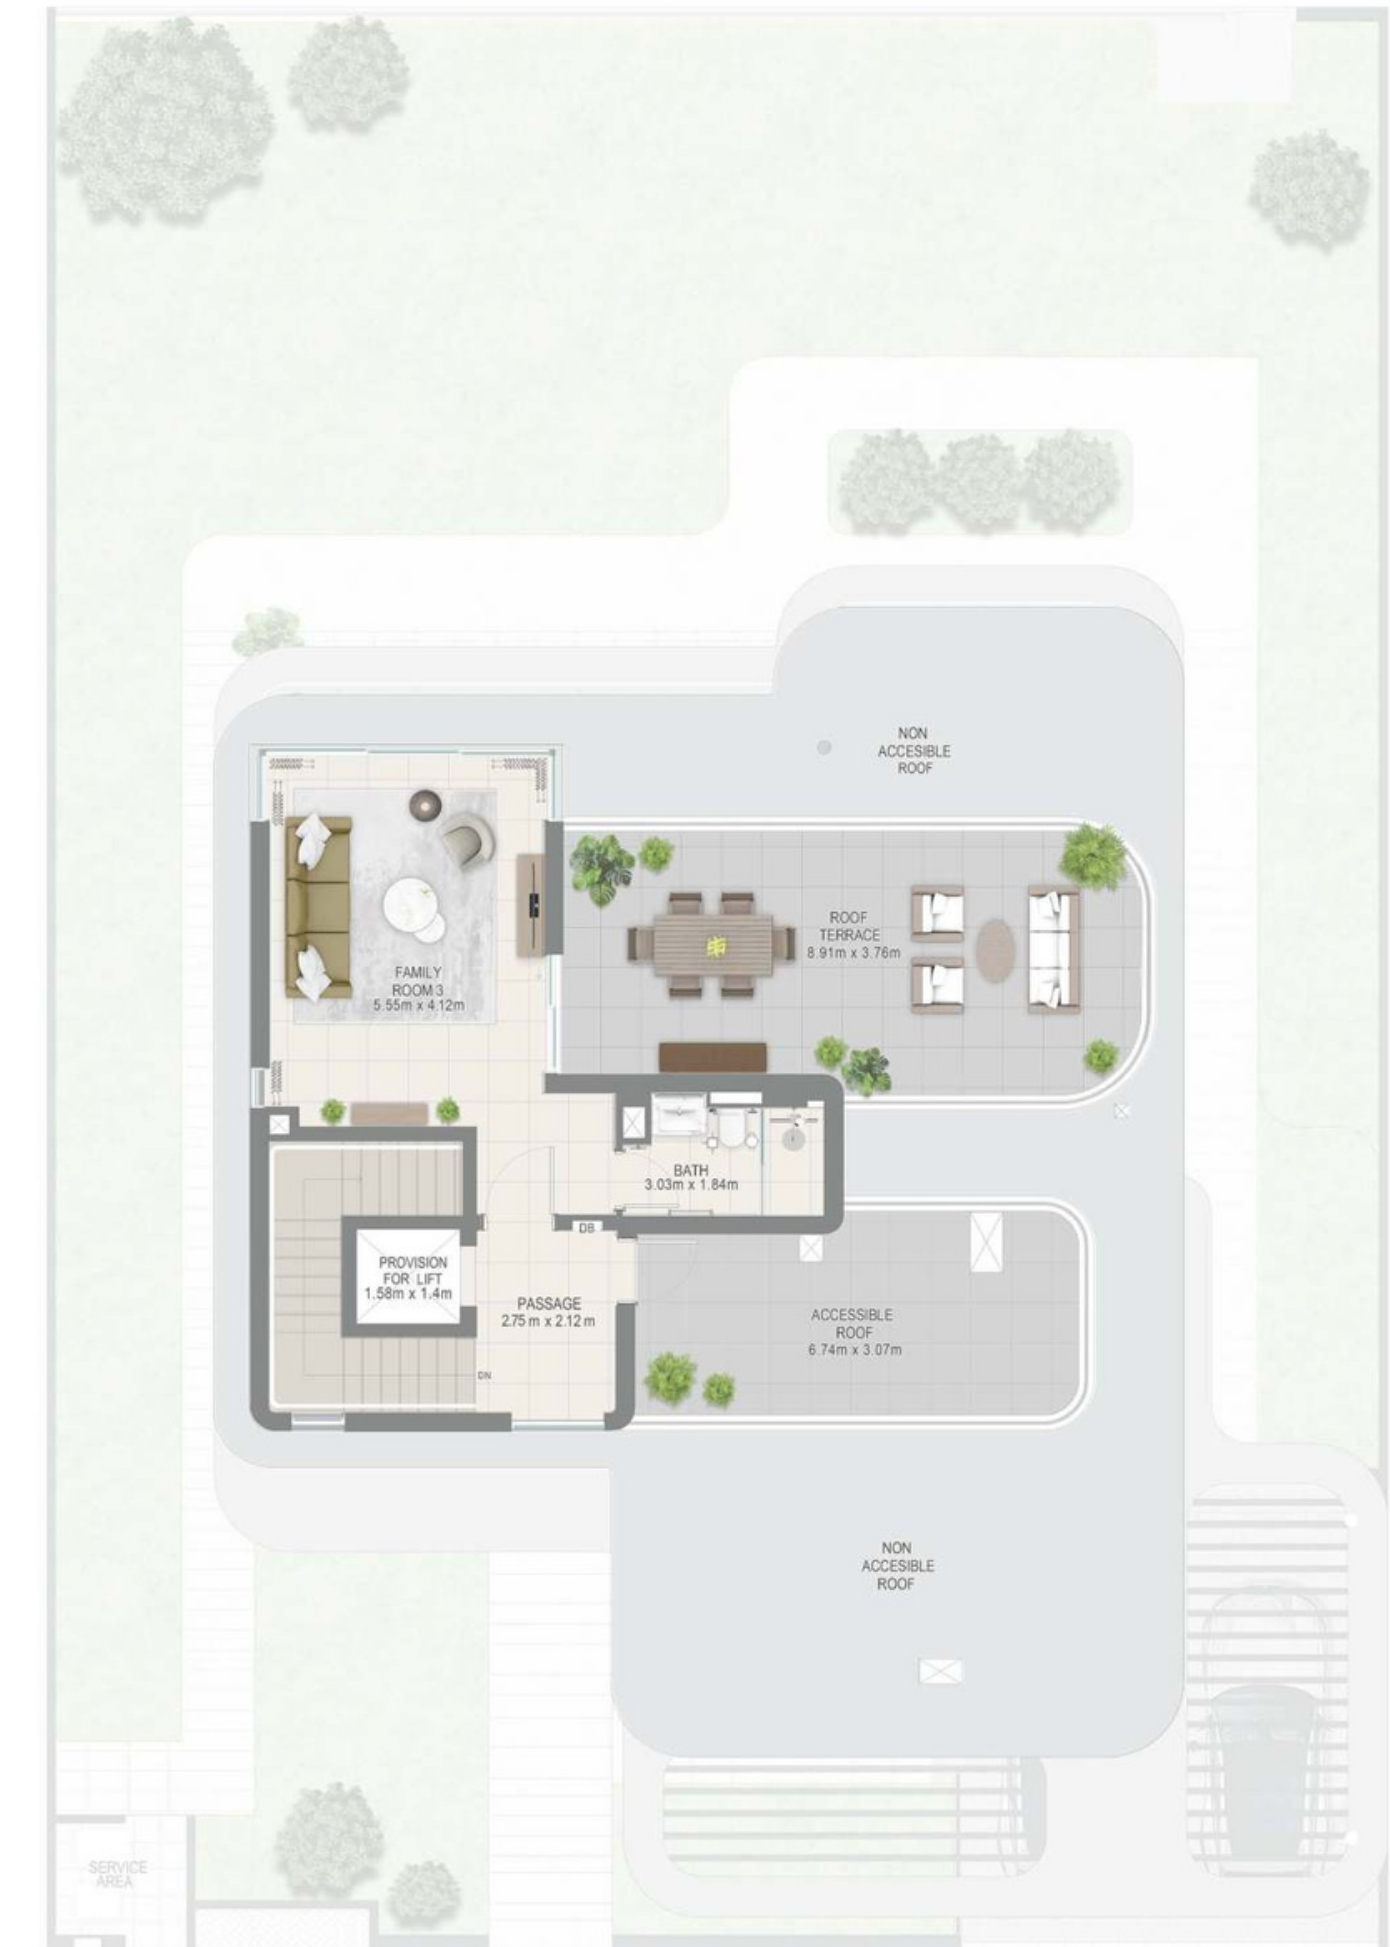 NON
ACCESIBLE
ROOF
ROOF
TERRACE
8.91m x 3.76m
FAMILY
ROOM 3
5.55m x 4.12m
BATH
3.03m x 1.84m
DB
PROVISION
FOR LIFT
1.58m x 1.4m
PASSAGE
2.75 m x 2.12 m
ACCESSIBLE
ROOF
6.74m x 3.07m
DN
NON
ACCESIBLE
ROOF
SERVICE
AREA